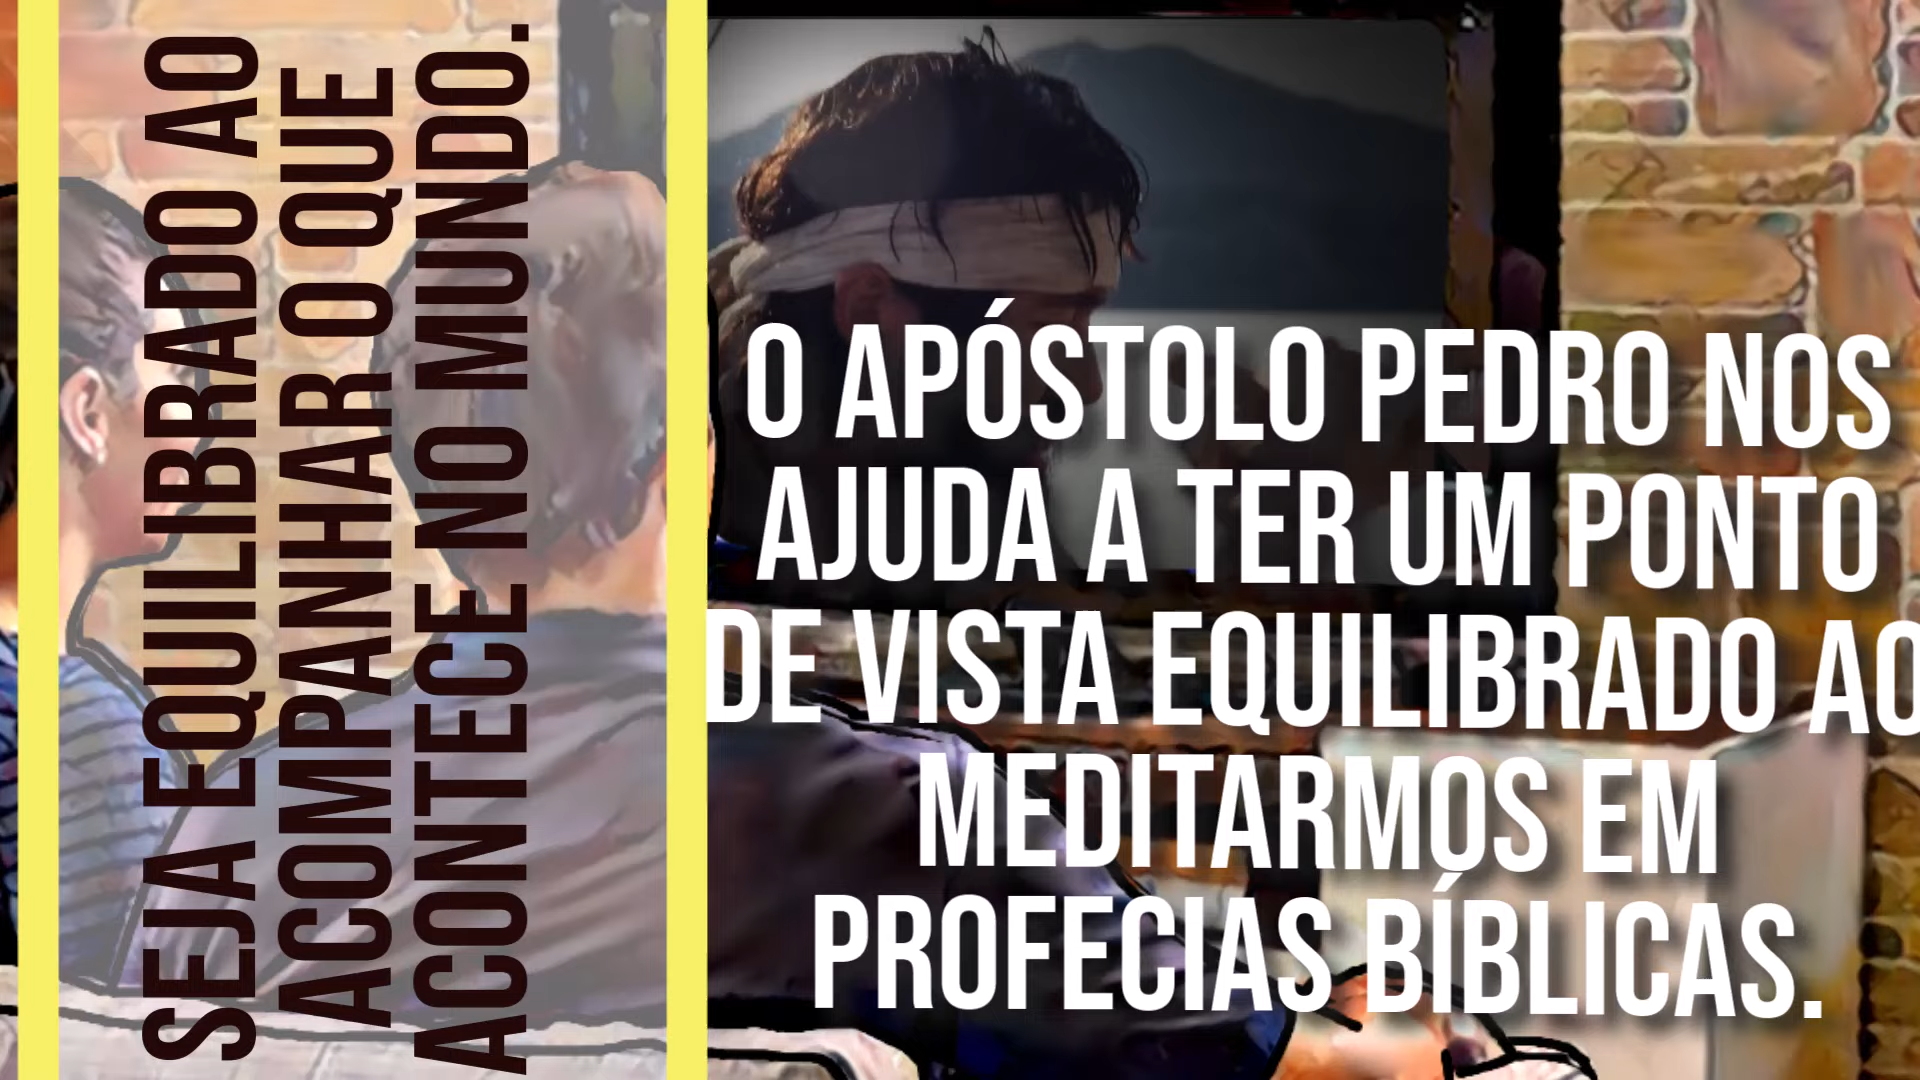 SEJA EQUILIBRADO AO
ACOMPANHAR O QUE
ACONTECE NO MUNDO.
O APÓSTOLO PEDRO NOS
AJUDA A TER UM PONTO
DE VISTA EQUILIBRADO AO
MEDITARMOS EM
PROFECIAS BÍBLICAS.